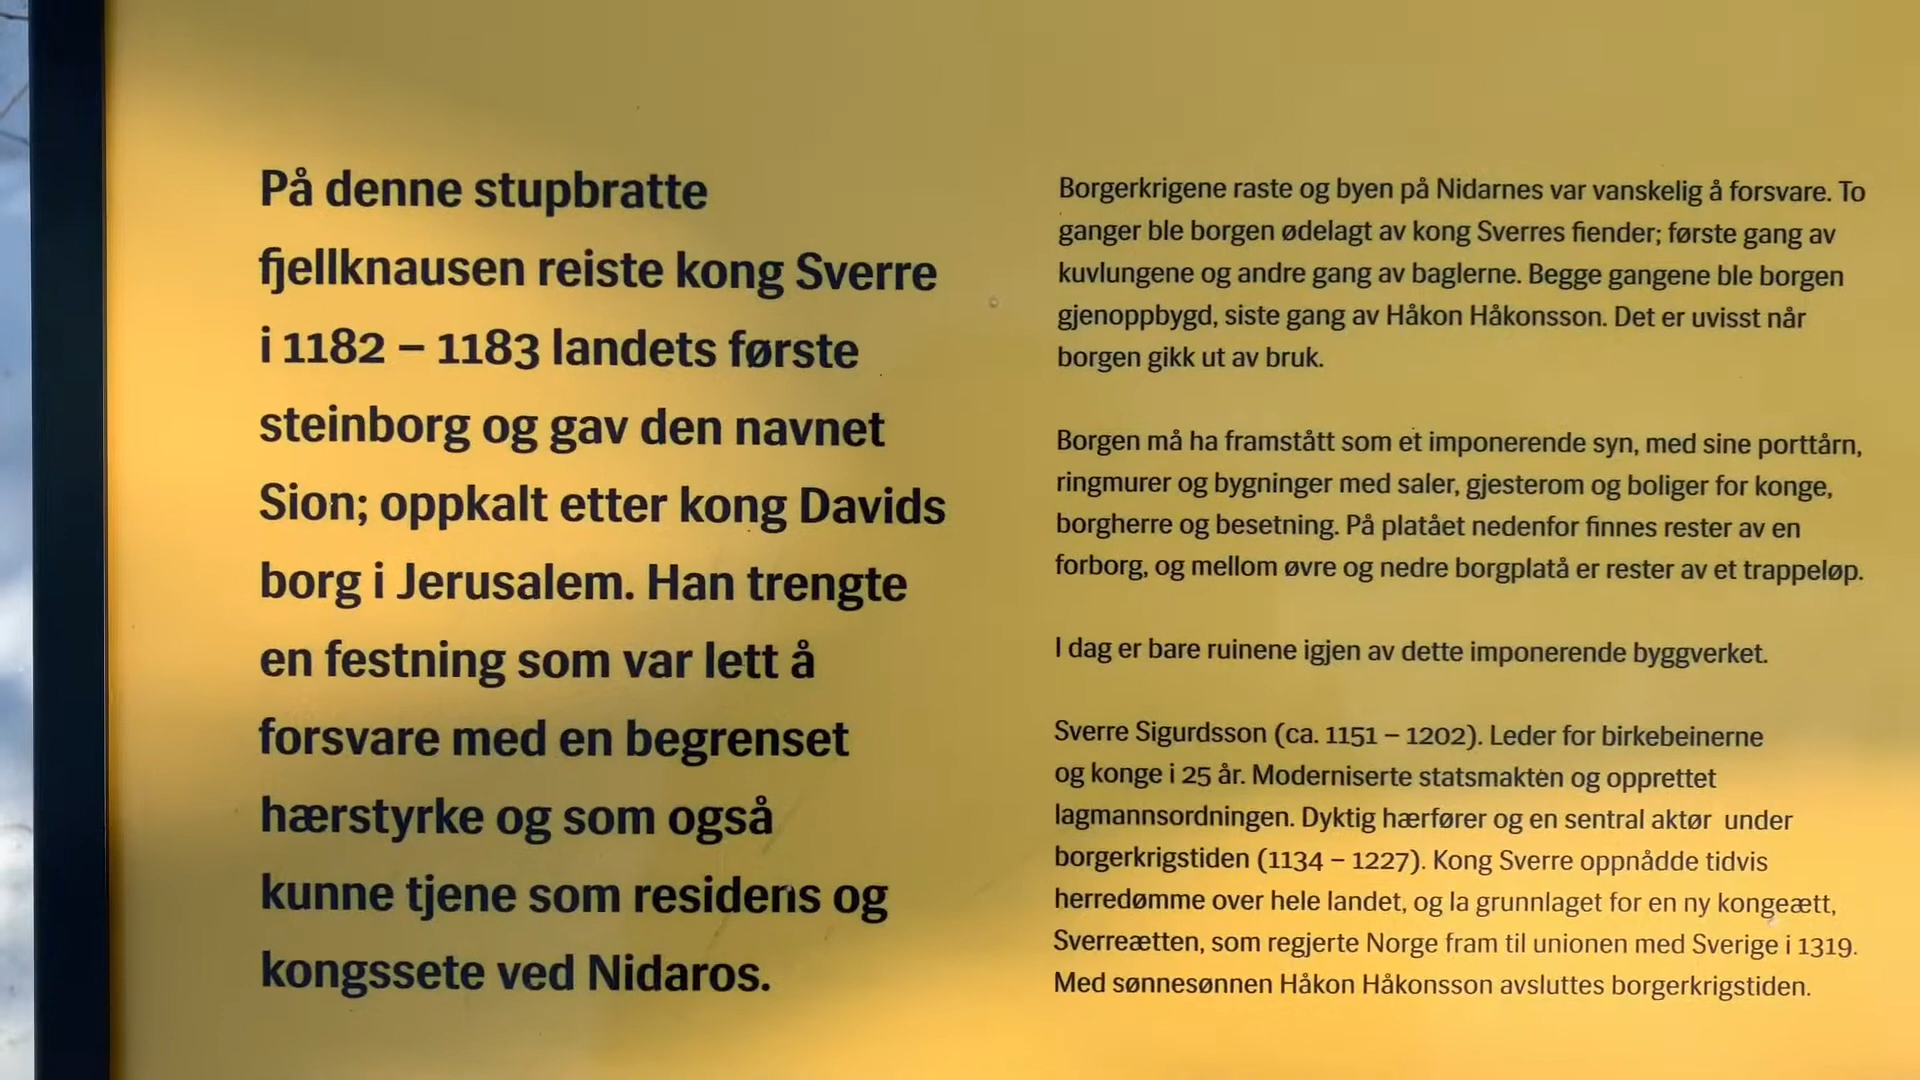 På denne stupbratte
fjellknausen reiste kong Sverre
i 1182 – 1183 landets første
steinborg og gav den navnet
Sion; oppkalt etter kong Davids
borg i Jerusalem. Han trengte
en festning som var lett å
forsvare med en begrenset
hærstyrke og som også
kunne tjene som residens og
kongssete ved Nidaros.
Borgerkrigene raste og byen på Nidarnes var vanskelig å forsvare. To
ganger ble borgen ødelagt av kong Sverres fiender; første gang av
kuvlungene og andre gang av baglerne. Begge gangene ble borgen
gjenoppbygd, siste gang av Håkon Håkonsson. Det er uvisst når
borgen gikk ut av bruk.
Borgen må ha framstått som et imponerende syn, med sine porttårn,
ringmurer og bygninger med saler, gjesterom og boliger for konge,
borgherre og besetning. På platået nedenfor finnes rester av en
forborg, og mellom øvre og nedre borgplatå er rester av et trappeløp.
I dag er bare ruinene igjen av dette imponerende byggverket.
Sverre Sigurdsson (ca. 1151 – 1202). Leder for birkebeinerne
og konge i 25 år. Moderniserte statsmakten og opprettet
lagmannsordningen. Dyktig hærfører og en sentral aktør under
borgerkrigstiden (1134 – 1227). Kong Sverre oppnådde tidvis
herredømme over hele landet, og la grunnlaget for en ny kongeætt,
Sverreætten, som regjerte Norge fram til unionen med Sverige i 1319.
Med sønnesønnen Håkon Håkonsson avsluttes borgerkrigstiden.